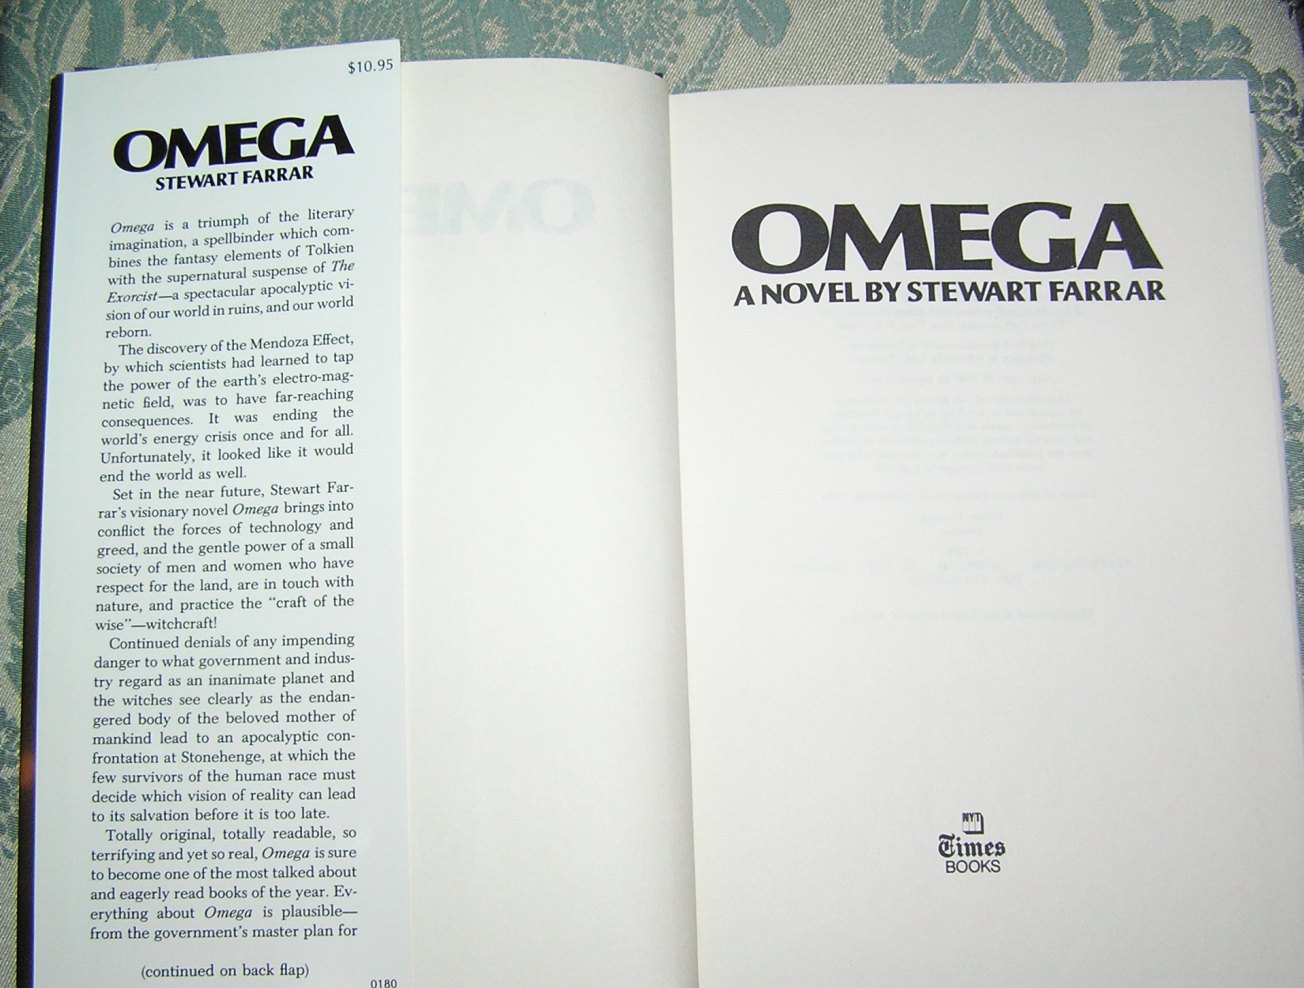 $10.95
OMEGA
STEWART FARRAR
Omega is a triumph of the literary
imagination, a spellbinder which com-
bines the fantasy elements of Tolkien
with the supernatural suspense of The
Exorcist—a spectacular apocalyptic vi-
sion of our world in ruins, and our world
reborn.
The discovery of the Mendoza Effect,
by which scientists had learned to tap
the power of the earth's electro-mag-
netic field, was to have far-reaching
consequences. It was ending the
world's energy crisis once and for all.
Unfortunately, it looked like it would
end the world as well.
Set in the near future, Stewart Far-
rar's visionary novel Omega brings into
conflict the forces of technology and
greed, and the gentle power of a small
society of men and women who have
respect for the land, are in touch with
nature, and practice the "craft of the
wise"—witchcraft!
Continued denials of any impending
danger to what government and indus-
try regard as an inanimate planet and
the witches see clearly as the endan-
gered body of the beloved mother of
mankind lead to an apocalyptic con-
frontation at Stonehenge, at which the
few survivors of the human race must
decide which vision of reality can lead
to its salvation before it is too late.
Totally original, totally readable, so
terrifying and yet so real, Omega is sure
to become one of the most talked about
and eagerly read books of the year. Ev-
erything about Omega is plausible—
from the government's master plan for
(continued on back flap)
0180
OMEGA
A NOVEL BY STEWART FARRAR
NYT
Times
BOOKS